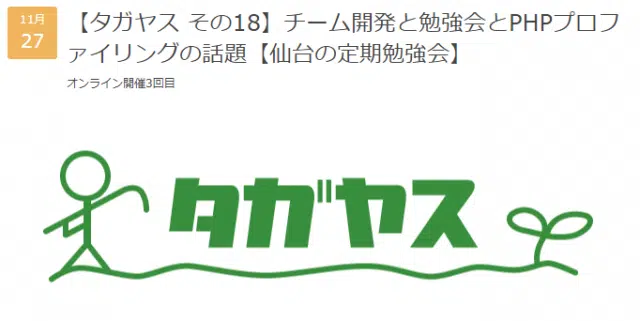 11月
27
【タガヤス その18】チーム開発と勉強会とPHPプロフ
ァイリングの話題【仙台の定期勉強会】
オンライン開催3回目
タガヤス